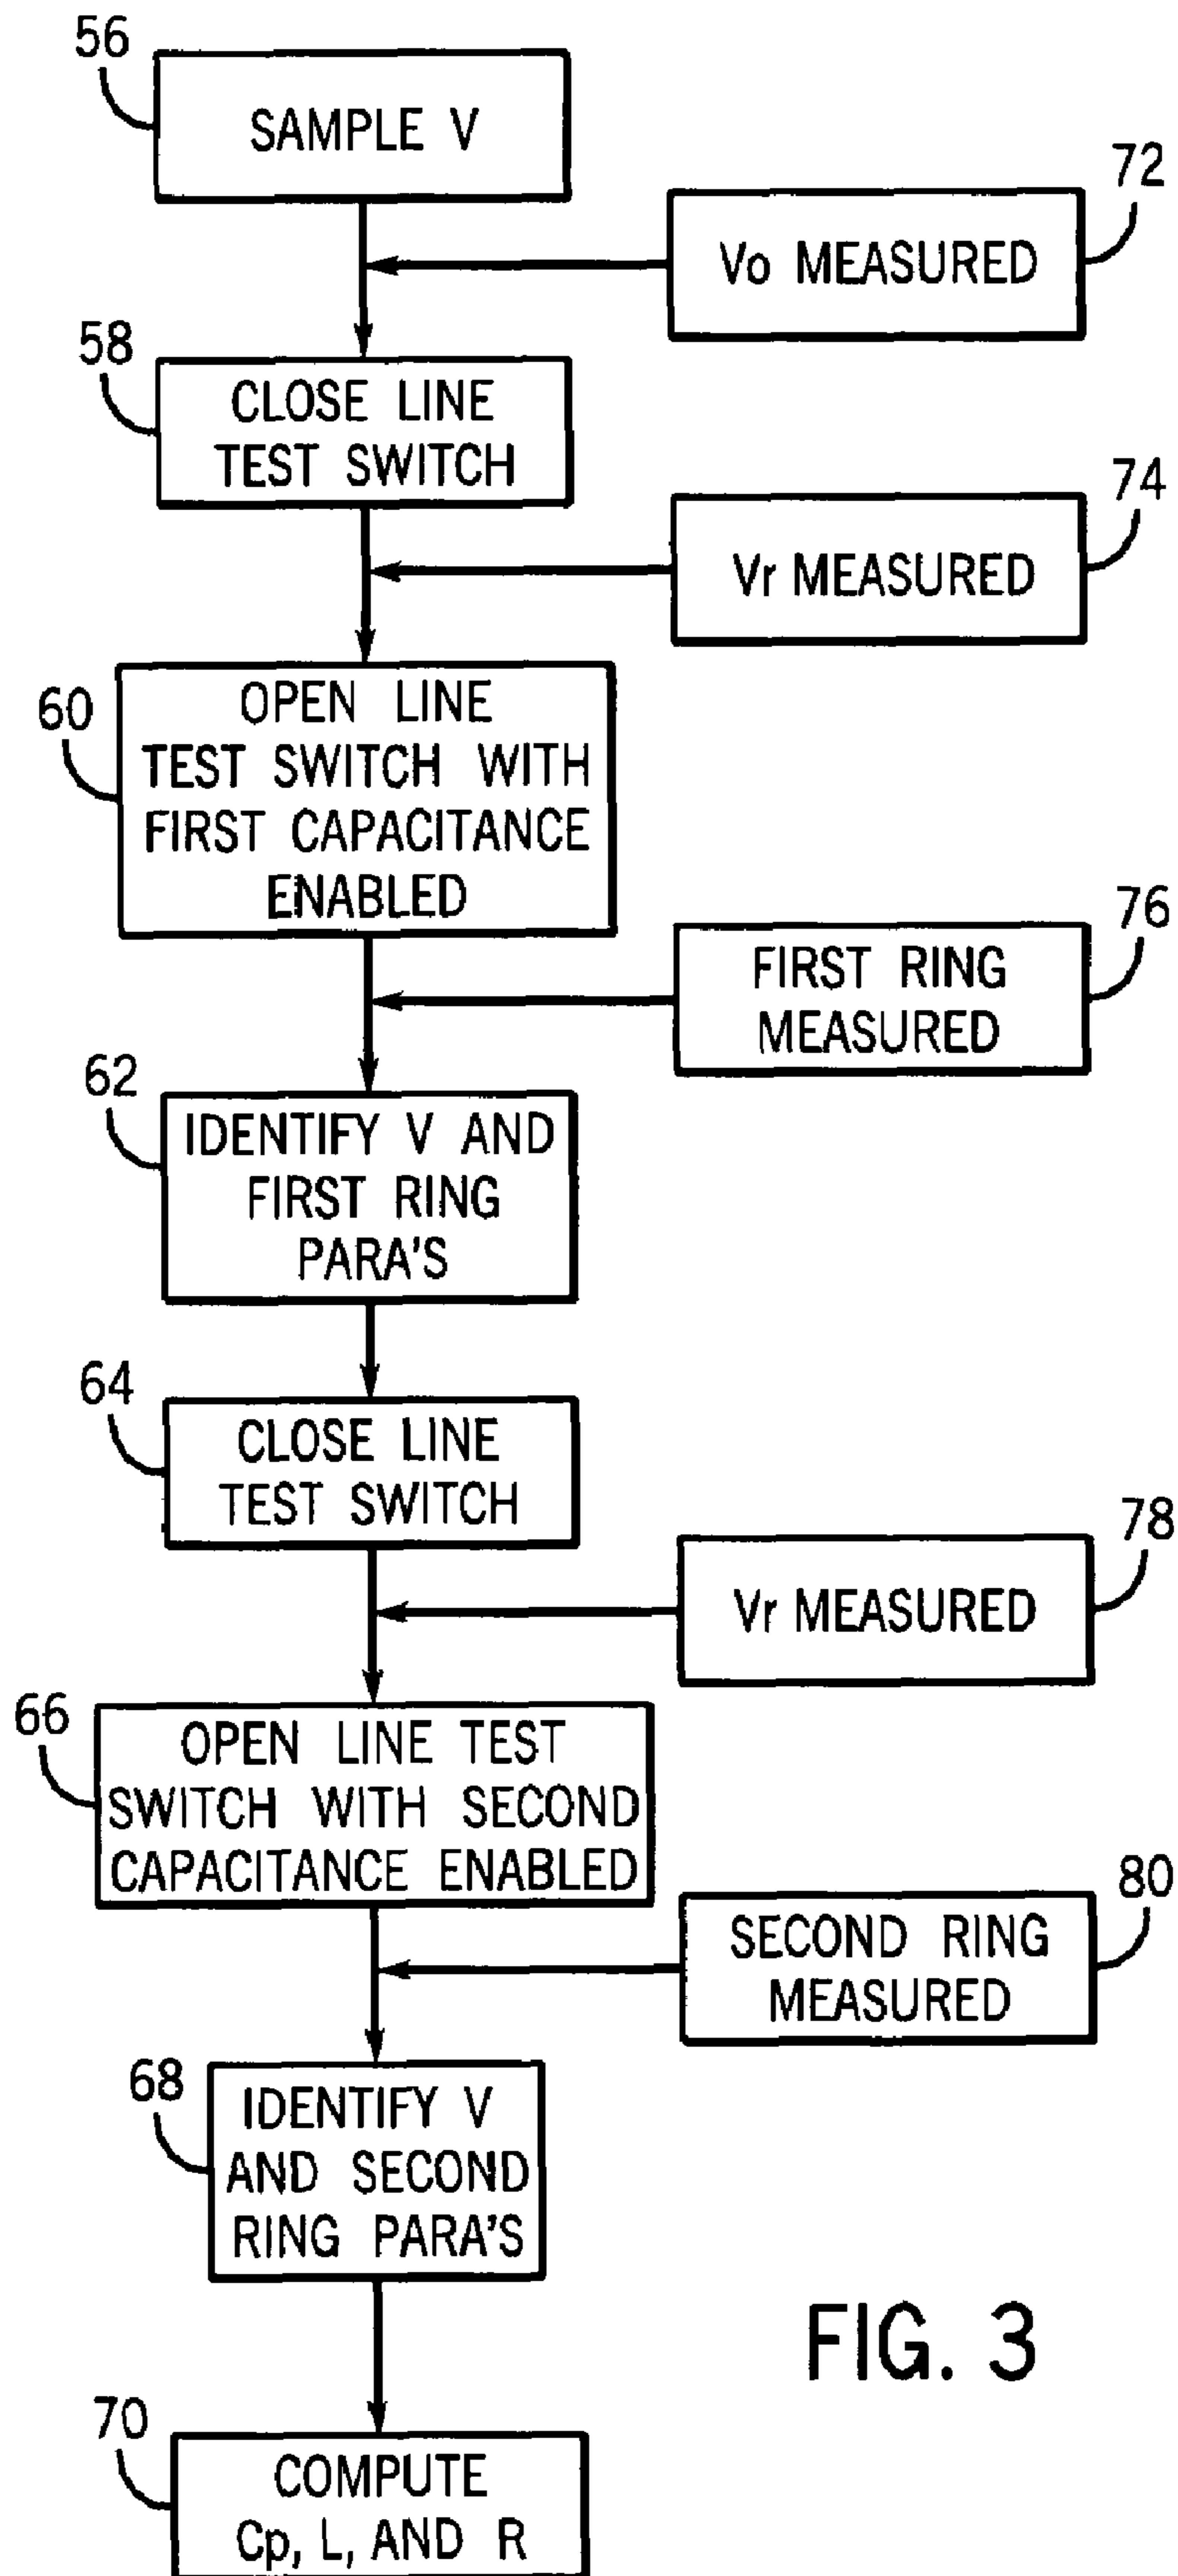 56
SAMPLE V
72
Vo MEASURED
58
CLOSE LINE
TEST SWITCH
74
Vr MEASURED
60
OPEN LINE
TEST SWITCH WITH
FIRST CAPACITANCE
ENABLED
76
FIRST RING
MEASURED
62
IDENTIFY V AND
FIRST RING
PARA'S
64
CLOSE LINE
TEST SWITCH
78
Vr MEASURED
66
OPEN LINE TEST
SWITCH WITH SECOND
CAPACITANCE ENABLED
80
SECOND RING
MEASURED
68
IDENTIFY V
AND SECOND
RING PARA'S
FIG. 3
70
COMPUTE
Cp, L, AND R